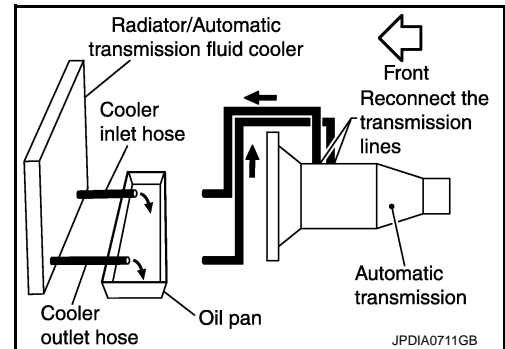 Radiator/Automatic
transmission fluid cooler
Cooler
inlet hose
Front
Reconnect the
transmission
lines
Automatic
transmission
Oil pan
Cooler
outlet hose
JPDIA0711GB